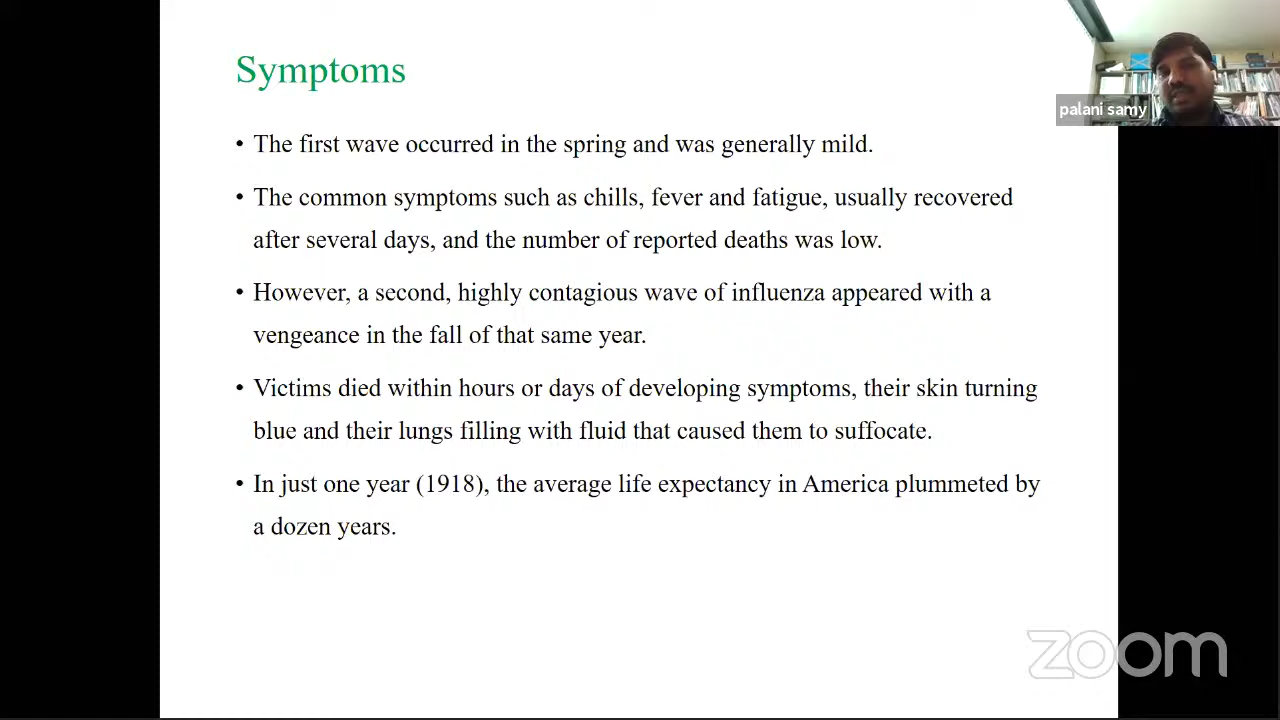 Symptoms
palani samy
• The first wave occurred in the spring and was generally mild.
• The common symptoms such as chills, fever and fatigue, usually recovered
after several days, and the number of reported deaths was low.
• However, a second, highly contagious wave of influenza appeared with a
vengeance in the fall of that same year.
• Victims died within hours or days of developing symptoms, their skin turning
blue and their lungs filling with fluid that caused them to suffocate.
• In just one year (1918), the average life expectancy in America plummeted by
a dozen years.
zoom